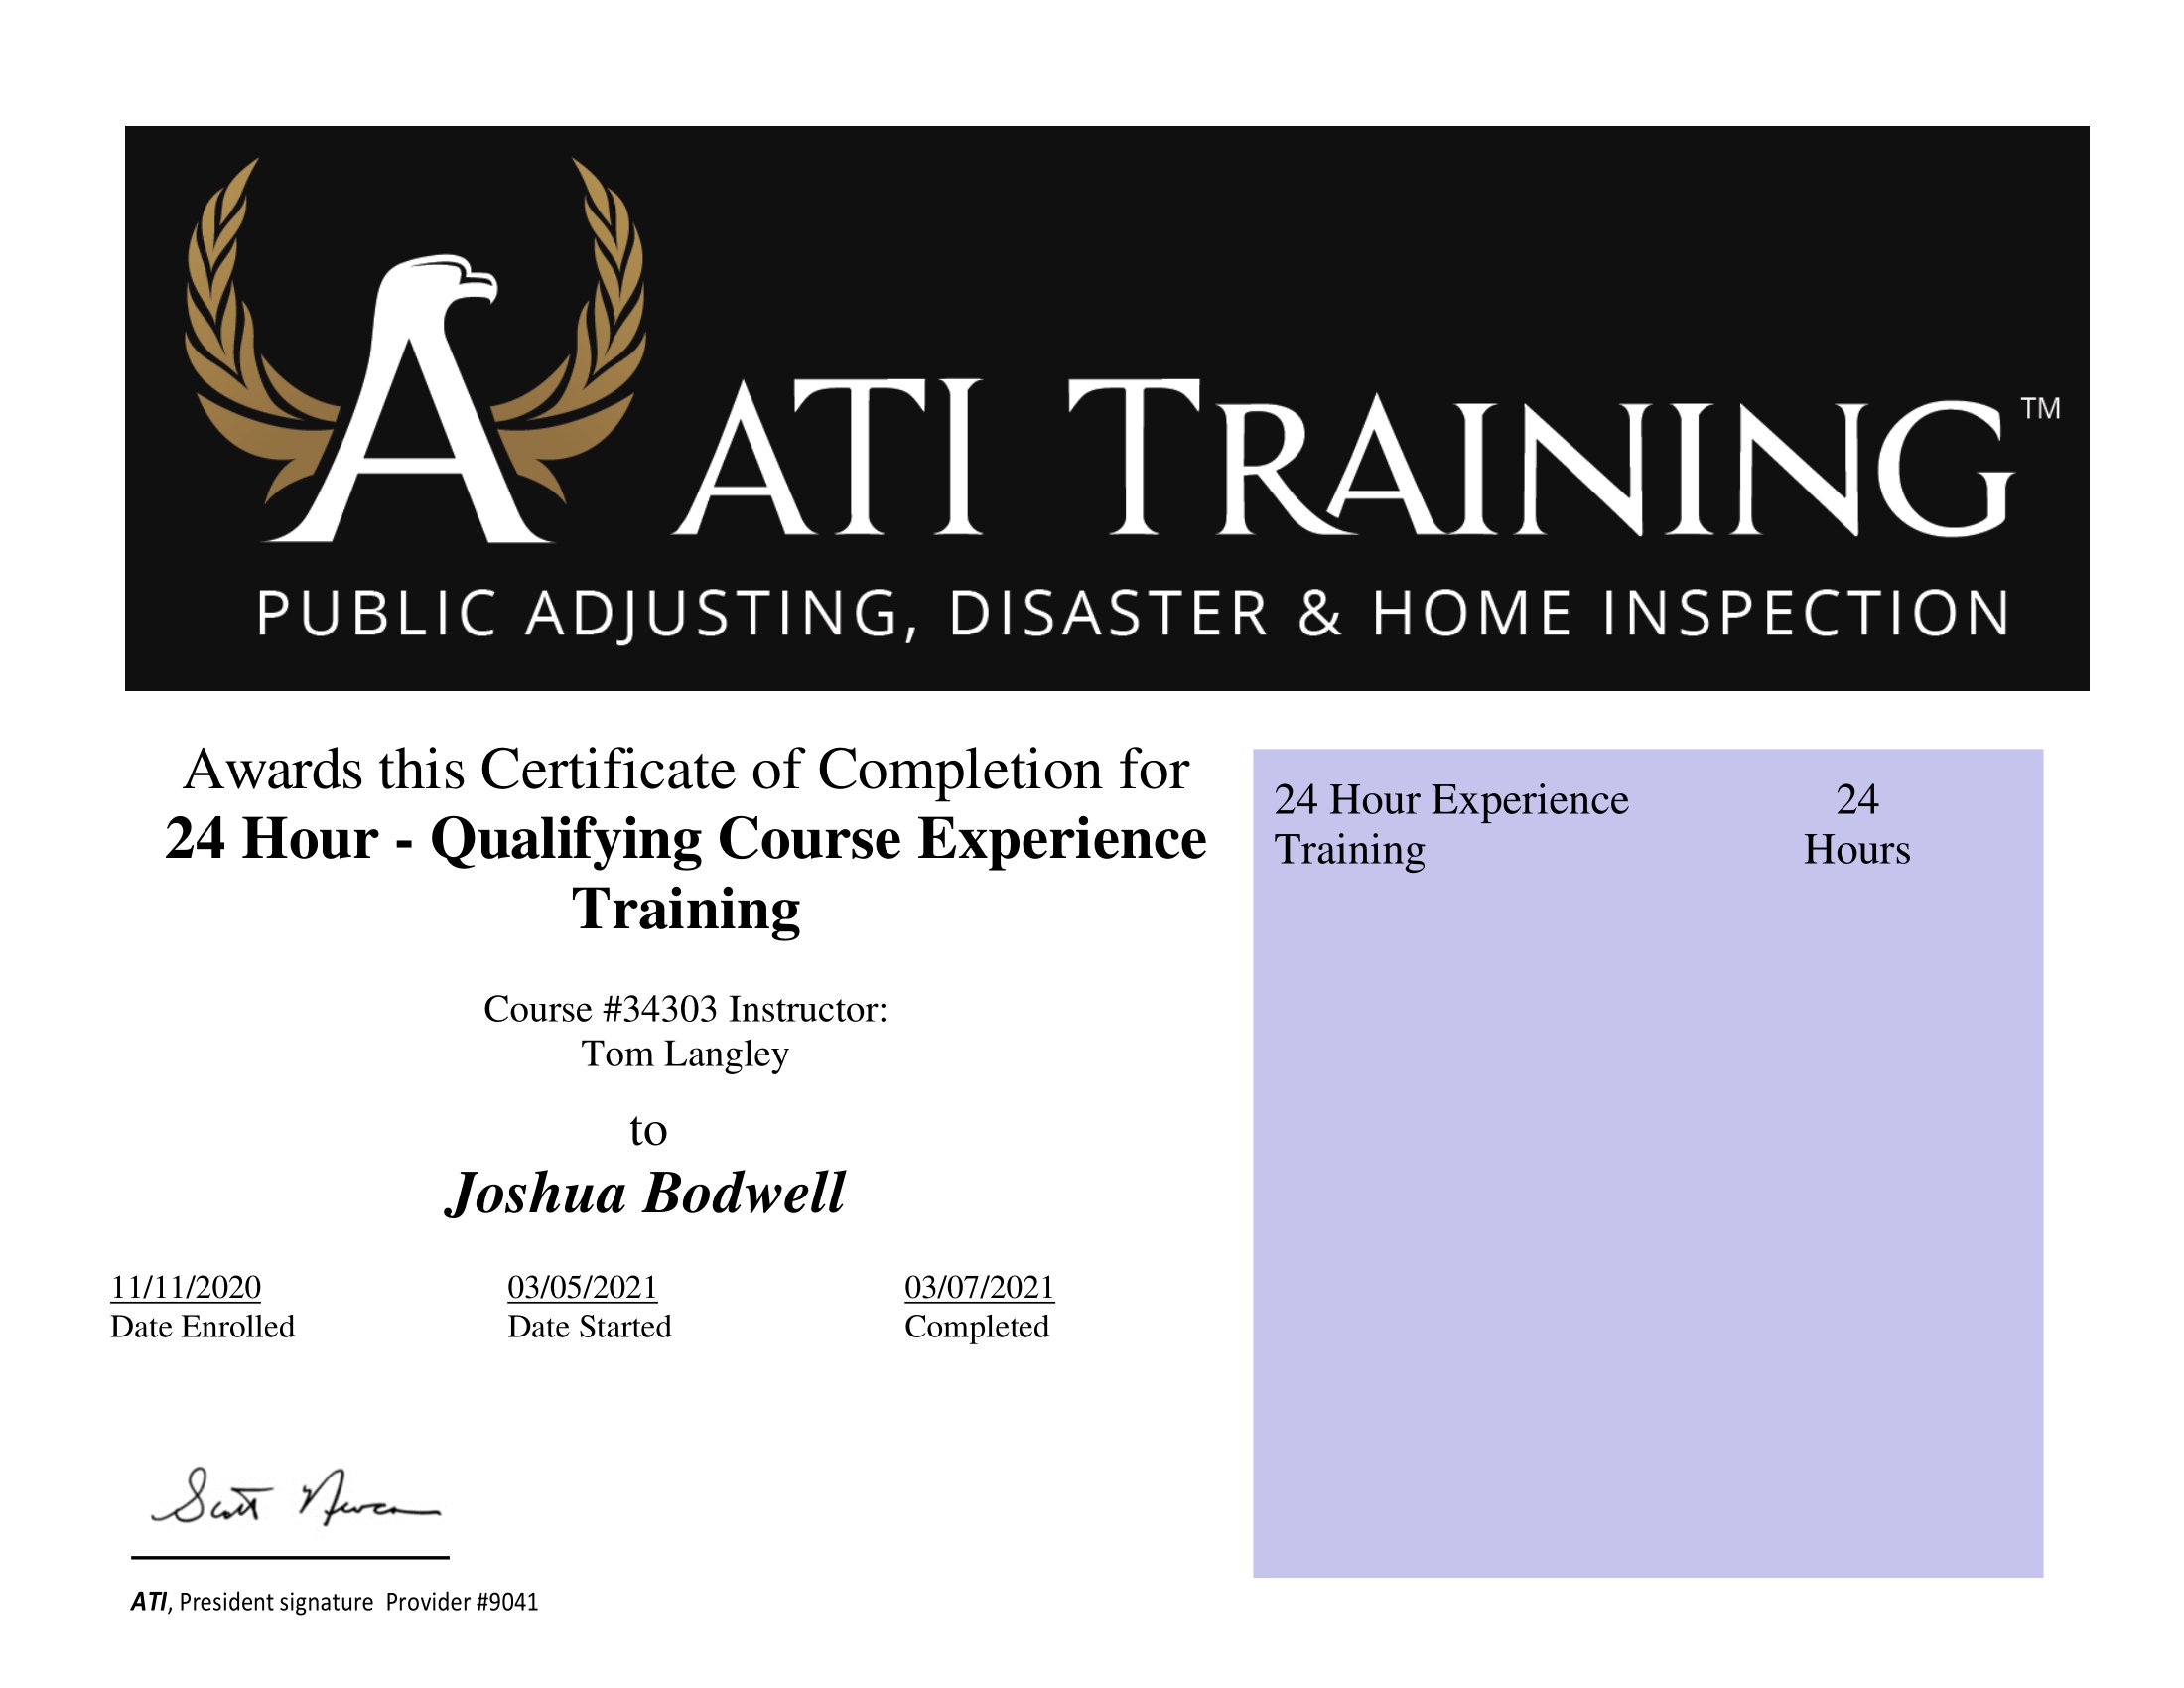 ATI TRAINING™
PUBLIC ADJUSTING, DISASTER & HOME INSPECTION
Awards this Certificate of Completion for
24 Hour - Qualifying Course Experience
Training
Course #34303 Instructor:
Tom Langley
to
Joshua Bodwell
11/11/2020 03/05/2021 03/07/2021
Date Enrolled Date Started Completed
24 Hour Experience 24
Training Hours
Scott
ATI, President signature Provider #9041